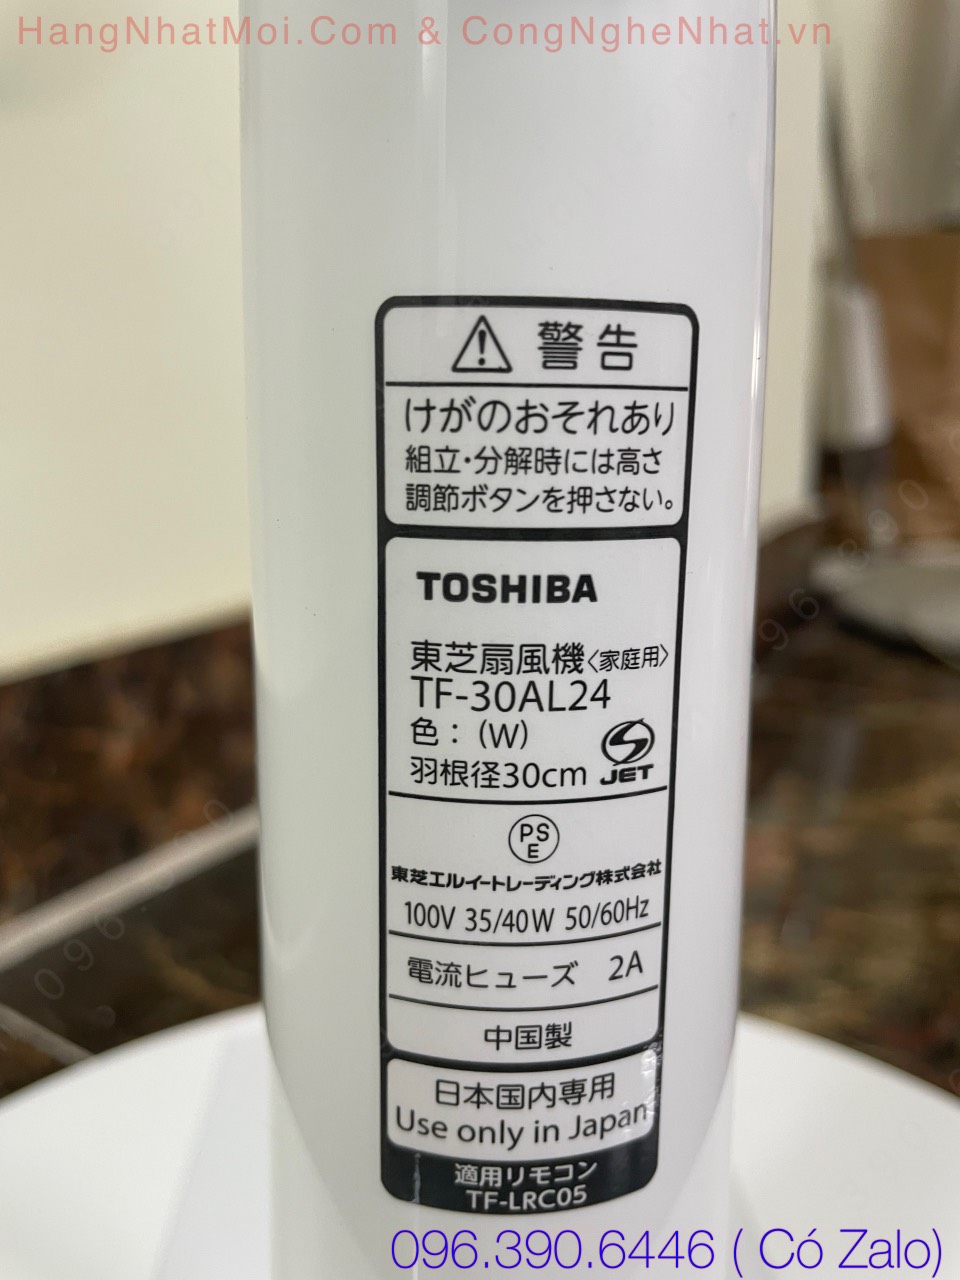 HangNhatMoi.Com & CongNgheNhat.vn
警告
けがのおそれあり
組立・分解時には高さ
調節ボタンを押さない。
TOSHIBA
東芝扇風機〈家庭用〉
TF-30AL24
色：(W)
羽根径30cm
JET
PS
E
東芝エルイートレーディング株式会社
100V 35/40W 50/60Hz
電流ヒューズ 2A
中国製
日本国内専用
Use only in Japan
適用リモコン
TF-LRC05
096.390.6446 ( Có Zalo)